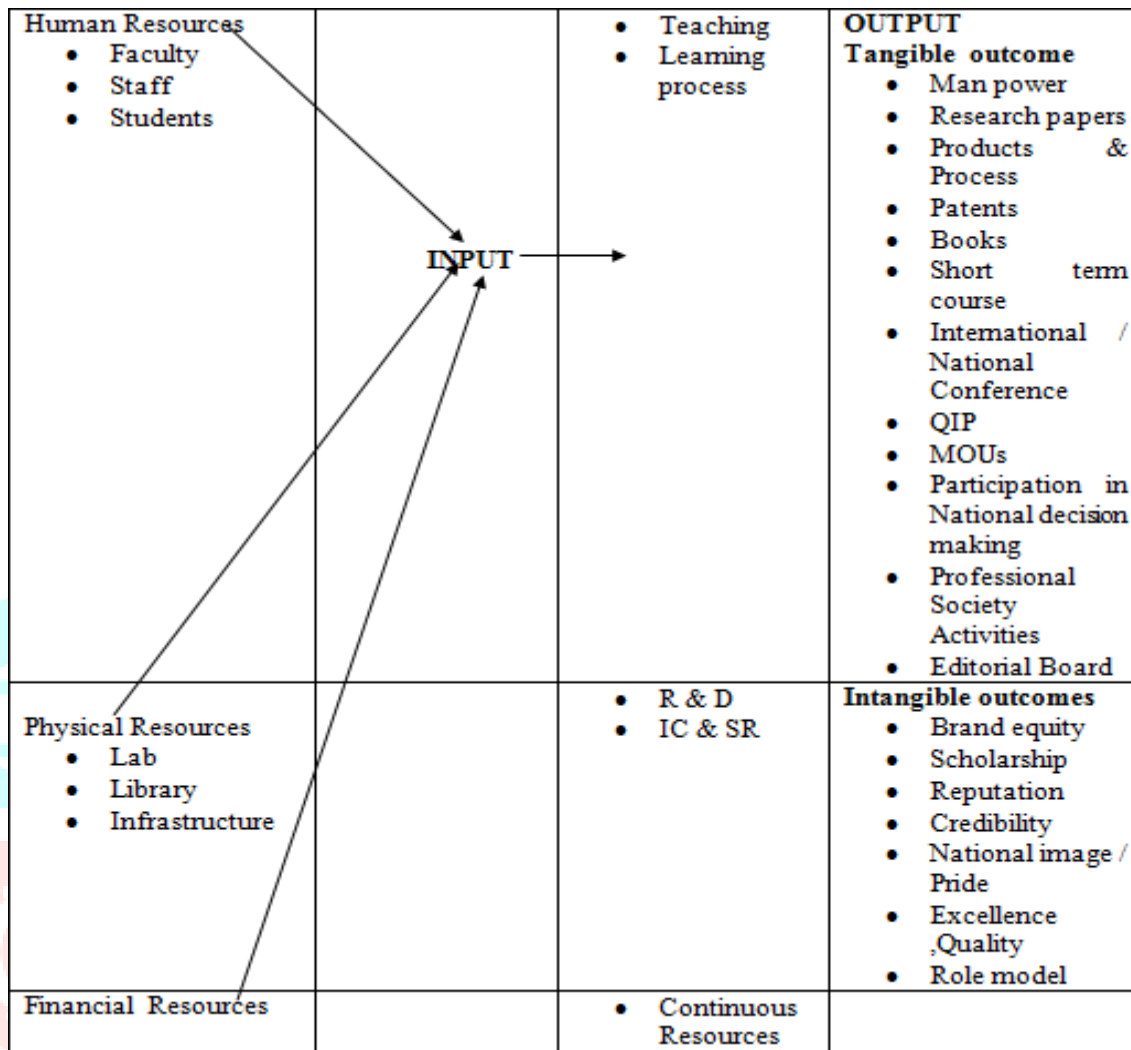 Human Resources
• Faculty
• Staff
• Students
INPUT
• Teaching
• Learning
process
OUTPUT
Tangible outcome
• Man power
• Research papers
• Products &
Process
• Patents
• Books
• Short term
course
• International /
National
Conference
• QIP
• MOUs
• Participation in
National decision
making
• Professional
Society
Activities
• Editorial Board
Physical Resources
• Lab
• Library
• Infrastructure
• R & D
• IC & SR
Intangible outcomes
• Brand equity
• Scholarship
• Reputation
• Credibility
• National image /
Pride
• Excellence
,Quality
• Role model
Financial Resources
• Continuous
Resources